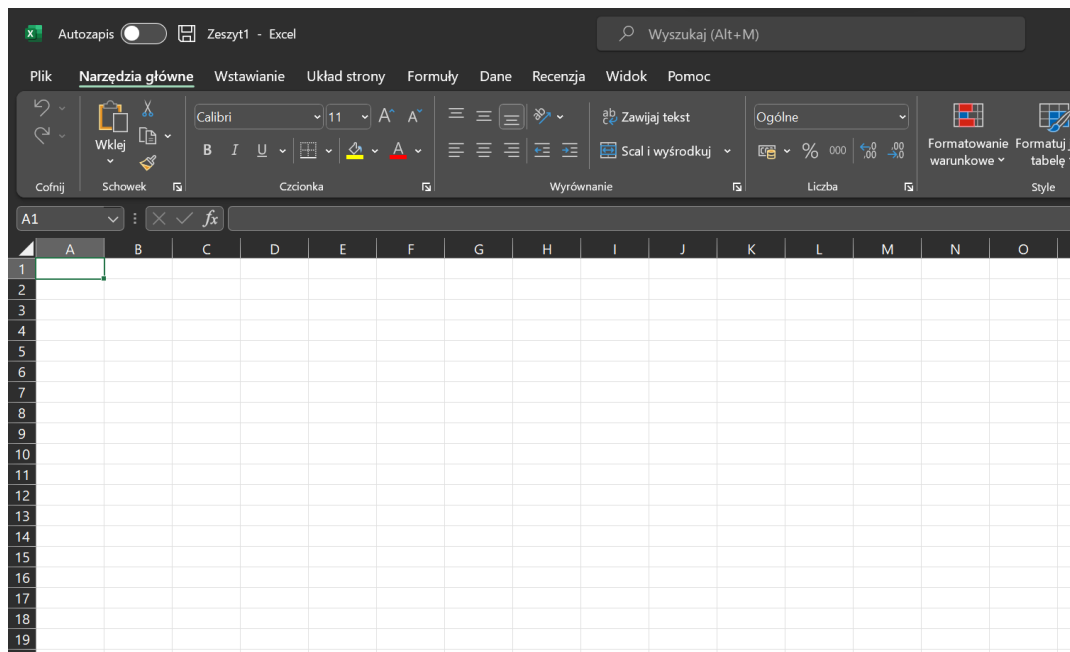 Autozapis Zeszyt1 - Excel Wyszukaj (Alt+M)
Plik Narzędzia główne Wstawianie Układ strony Formuły Dane Recenzja Widok Pomoc
Calibri 11 Zawijaj tekst Ogólne
Wklej B I U A Scal i wyśrodkuj % 000 Formatowanie warunkowe Formatuj tabelę
Cofnij Schowek Czcionka Wyrównanie Liczba Style
A1 fx
A B C D E F G H I J K L M N O
1
2
3
4
5
6
7
8
9
10
11
12
13
14
15
16
17
18
19